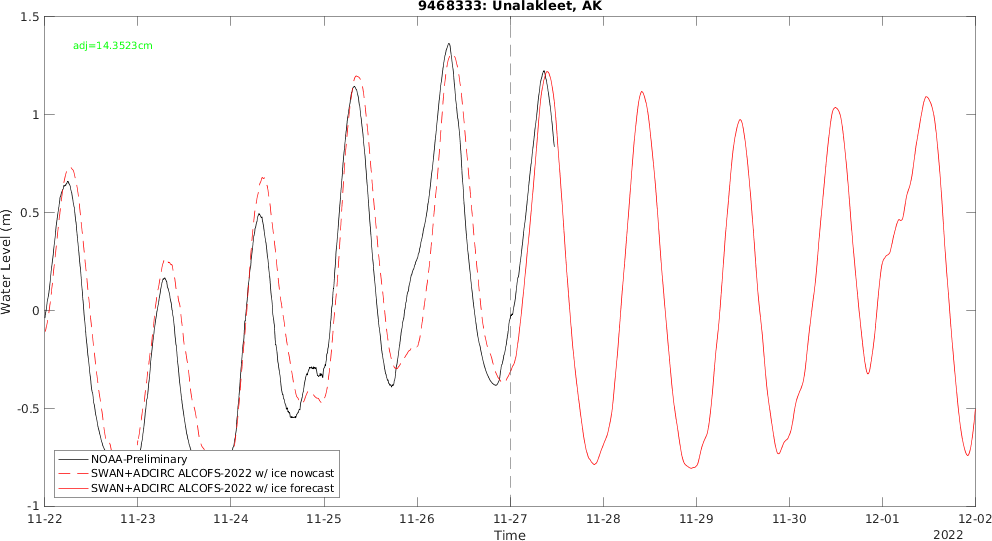 9468333: Unalakleet, AK
adj=14.3523cm
Water Level (m)
1.5
1
0.5
0
-0.5
-1
NOAA-Preliminary
SWAN+ADCIRC ALCOFS-2022 w/ ice nowcast
SWAN+ADCIRC ALCOFS-2022 w/ ice forecast
11-22 11-23 11-24 11-25 11-26 11-27 11-28 11-29 11-30 12-01 12-02
Time
2022